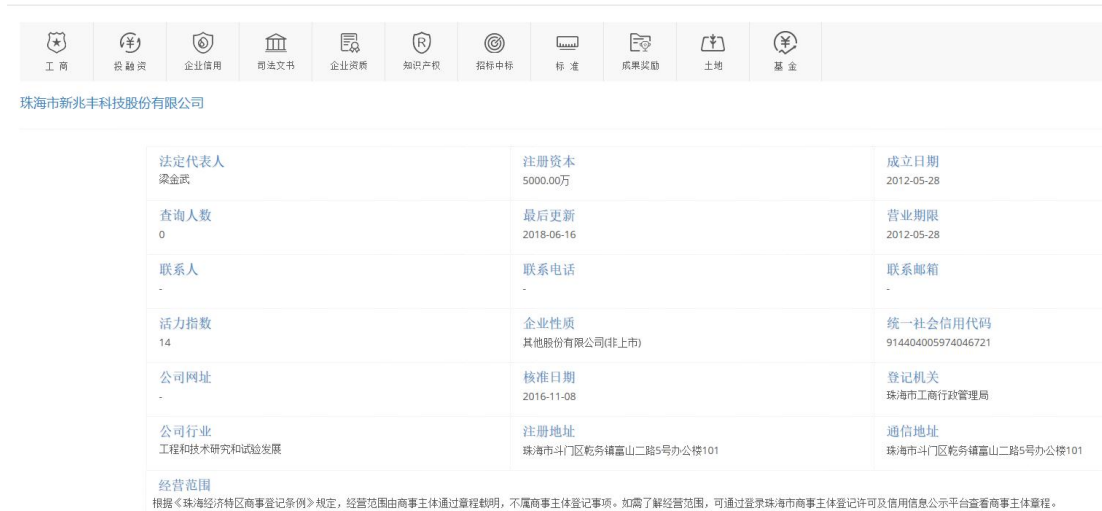 工商 投融资 企业信用 司法文书 企业资质 知识产权 招标中标 标准 成果奖励 土地 基金
珠海市新兆丰科技股份有限公司
法定代表人 注册资本 成立日期
梁金武 5000.00万 2012-05-28
查询人数 最后更新 营业期限
0 2018-06-16 2012-05-28
联系人 联系电话 联系邮箱
- - -
活力指数 企业性质 统一社会信用代码
14 其他股份有限公司(非上市) 914404005974046721
公司网址 核准日期 登记机关
- 2016-11-08 珠海市工商行政管理局
公司行业 注册地址 通信地址
工程和技术研究和试验发展 珠海市斗门区乾务镇富山二路5号办公楼101 珠海市斗门区乾务镇富山二路5号办公楼101
经营范围
根据《珠海经济特区商事登记条例》规定，经营范围由商事主体通过章程载明，不属商事主体登记事项。如需了解经营范围，可通过登录珠海市商事主体登记许可及信用信息公示平台查看商事主体章程。